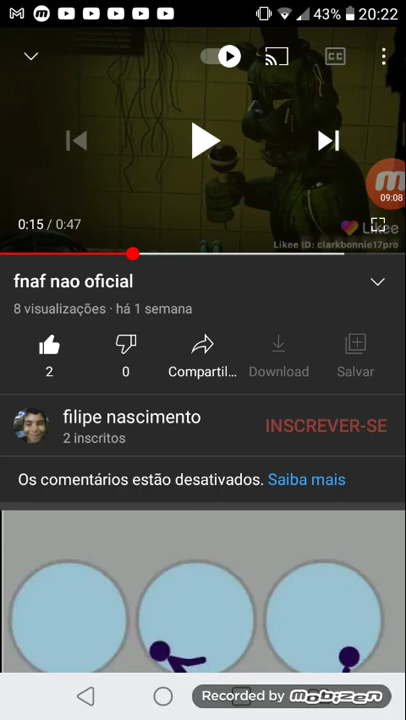 43% 20:22
CC
09:08
0:15 / 0:47
Likee
Likee ID: clarkbonnie17pro
fnaf nao oficial
8 visualizações · há 1 semana
2
0
Compartil...
Download
Salvar
filipe nascimento
2 inscritos
INSCREVER-SE
Os comentários estão desativados. Saiba mais
Recorded by mobizen